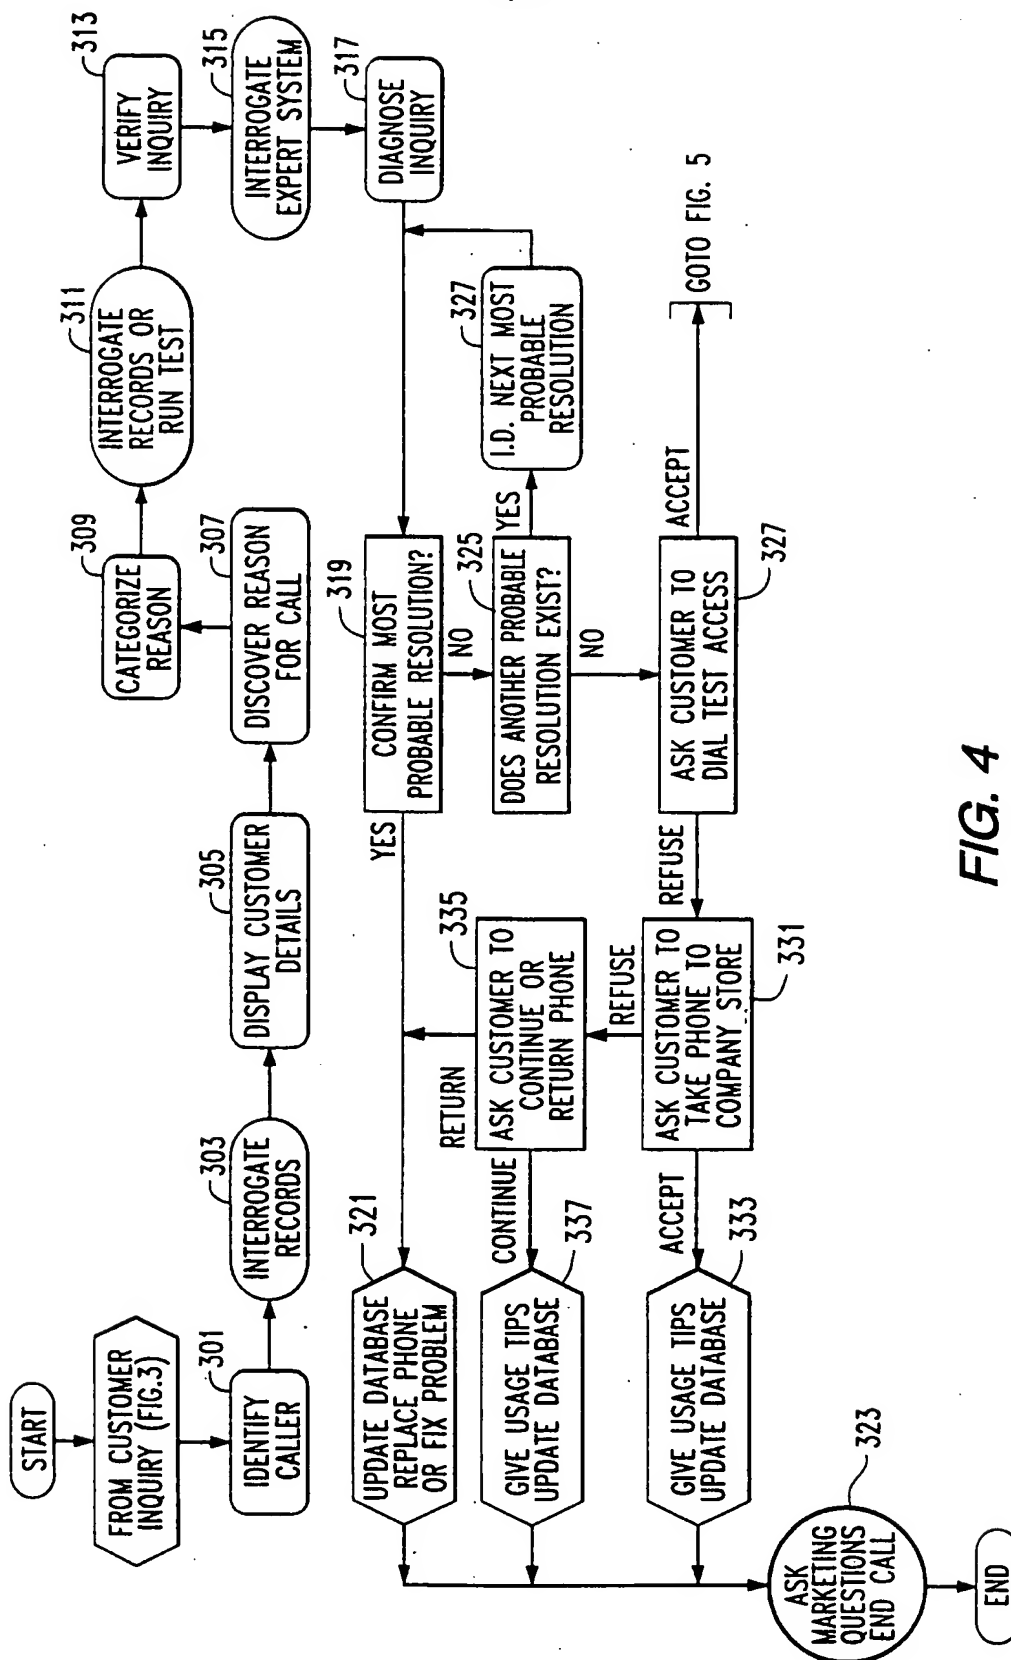 START
FROM CUSTOMER
INQUIRY (FIG.3)
301
IDENTIFY
CALLER
303
INTERROGATE
RECORDS
305
DISPLAY CUSTOMER
DETAILS
307
DISCOVER REASON
FOR CALL
309
CATEGORIZE
REASON
311
INTERROGATE
RECORDS OR
RUN TEST
313
VERIFY
INQUIRY
315
INTERROGATE
EXPERT SYSTEM
317
DIAGNOSE
INQUIRY
319
CONFIRM MOST
PROBABLE RESOLUTION?
YES
NO
321
UPDATE DATABASE
REPLACE PHONE
OR FIX PROBLEM
325
DOES ANOTHER PROBABLE
RESOLUTION EXIST?
YES
NO
327
I.D. NEXT MOST
PROBABLE
RESOLUTION
ASK CUSTOMER TO
DIAL TEST ACCESS
327
ACCEPT
GOTO FIG. 5
REFUSE
ASK CUSTOMER TO
TAKE PHONE TO
COMPANY STORE
331
REFUSE
335
ASK CUSTOMER TO
CONTINUE OR
RETURN PHONE
RETURN
CONTINUE
337
GIVE USAGE TIPS
UPDATE DATABASE
ACCEPT
333
GIVE USAGE TIPS
UPDATE DATABASE
323
ASK
MARKETING
QUESTIONS
END CALL
END
FIG. 4